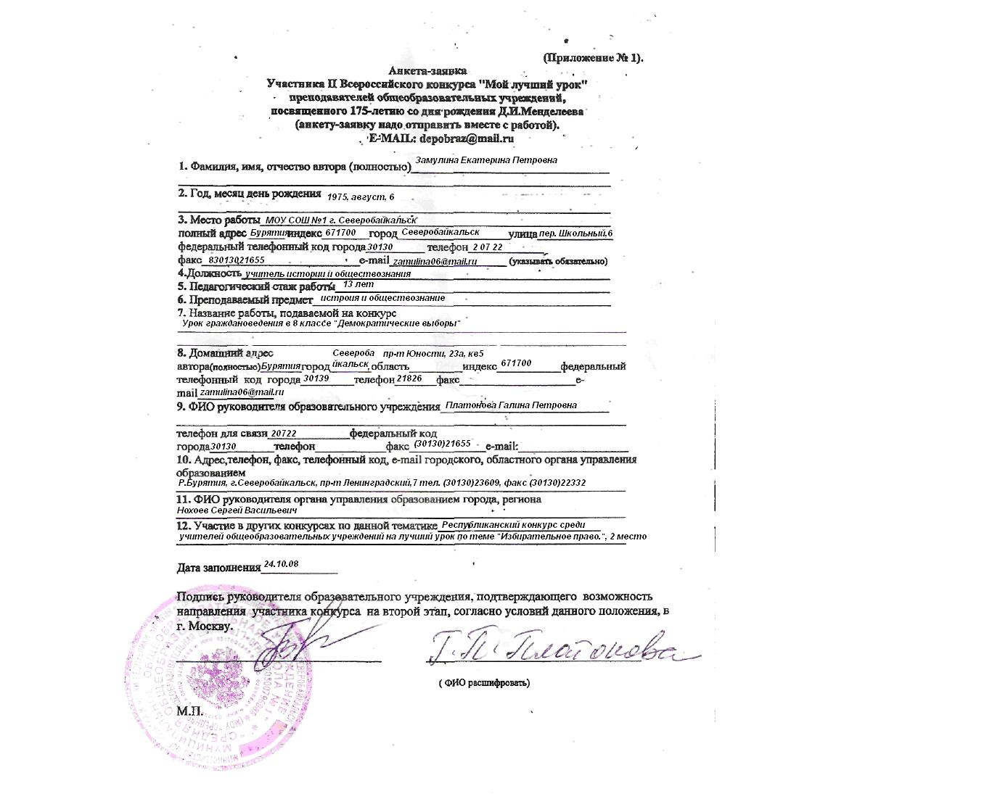 (Приложение № 1).
Анкета-заявка
Участника II Всероссийского конкурса "Мой лучший урок"
преподавателей общеобразовательных учреждений,
посвященного 175-летию со дня рождения Д.И.Менделеева
(анкету-заявку надо отправить вместе с работой).
E-MAIL: depobraz@mail.ru
1. Фамилия, имя, отчество автора (полностью) Замулина Екатерина Петровна
2. Год, месяц день рождения 1975, август, 6
3. Место работы МОУ СОШ №1 г. Северобайкальск
полный адрес Бурятия индекс 671700 город Северобайкальск улица пер. Школьный,6
федеральный телефонный код города 30130 телефон 2 07 22
факс 83013021655 e-mail zamulina06@mail.ru (указывать обязательно)
4.Должность учитель истории и обществознания
5. Педагогический стаж работы 13 лет
6. Преподаваемый предмет истроия и обществознание
7. Название работы, подаваемой на конкурс
Урок граждановедения в 8 классе "Демократические выборы"
8. Домашний адрес Северобa пр-т Юности, 23а, кв5
автора(полностью) Бурятия город йкальск, область индекс 671700 федеральный
телефонный код города 30139 телефон 21826 факс e-
mail zamulina06@mail.ru
9. ФИО руководителя образовательного учреждения Платонова Галина Петровна
телефон для связи 20722 федеральный код
города 30130 телефон факс (30130)21655 e-mail:
10. Адрес,телефон, факс, телефонный код, e-mail городского, областного органа управления
образованием
Р.Бурятия, г.Северобайкальск, пр-т Ленинградский,7 тел. (30130)23609, факс (30130)22332
11. ФИО руководителя органа управления образованием города, региона
Нохоев Сергей Васильевич
12. Участие в других конкурсах по данной тематике Республиканский конкурс среди
учителей общеобразовательных учреждений на лучший урок по теме "Избирательное право.", 2 место
Дата заполнения 24.10.08
Подпись руководителя образовательного учреждения, подтверждающего возможность
направления участника конкурса на второй этап, согласно условий данного положения, в
г. Москву.
Г.П. Платонова
( ФИО расшифровать)
М.П.